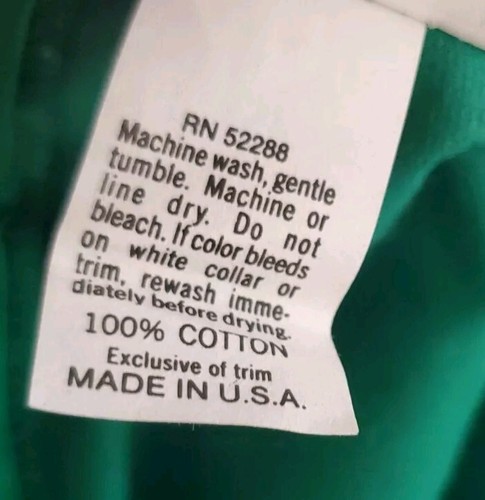 RN 52288
Machine wash, gentle
tumble. Machine or
line dry. Do not
bleach. If color bleeds
on white collar or
trim, rewash imme-
diately before drying.
100% COTTON
Exclusive of trim
MADE IN U.S.A.